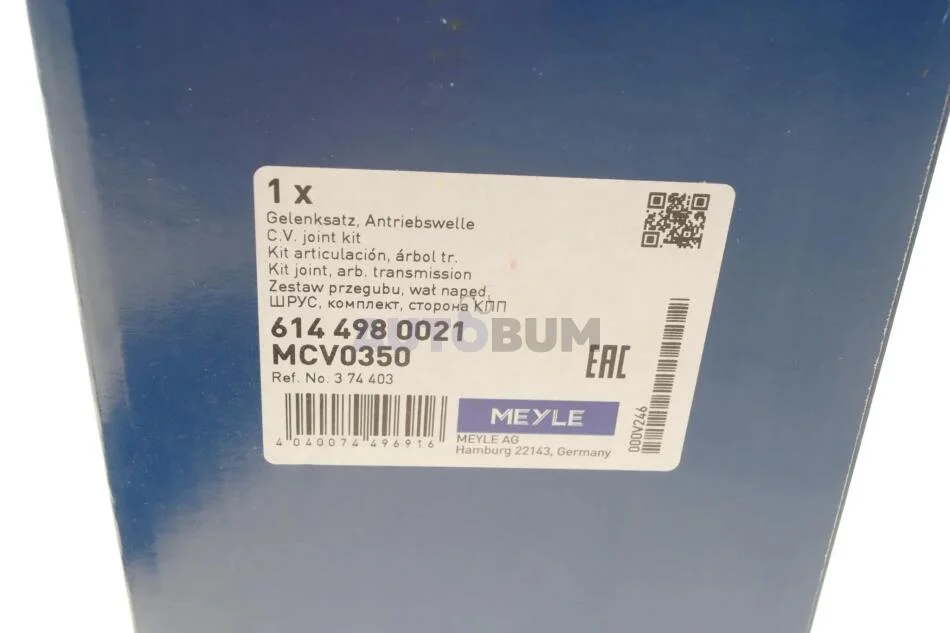 1 x
Gelenksatz, Antriebswelle
C.V. joint kit
Kit articulación, árbol tr.
Kit joint, arb. transmission
Zestaw przegubu, wał napęd.
ШРУС, комплект, сторона КПП
614 498 0021
MCV0350
AUTOBUM
EAC
Ref. No. 3 74 403
4 040074 496916
MEYLE
MEYLE AG
Hamburg 22143, Germany
000V246